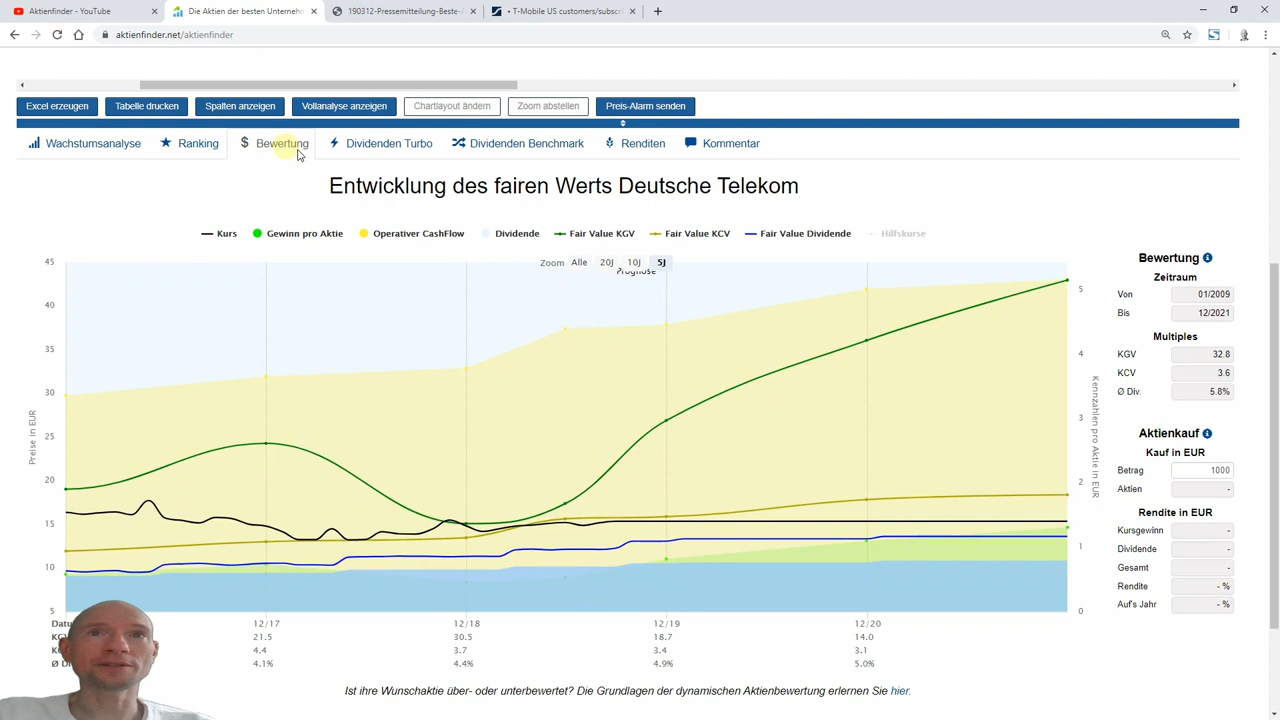 Aktienfinder - YouTube
Die Aktien der besten Unternehm
190312-Pressemitteilung-Beste-A
• T-Mobile US customers/subscri
aktienfinder.net/aktienfinder
Excel erzeugen
Tabelle drucken
Spalten anzeigen
Vollanalyse anzeigen
Chartlayout ändern
Zoom abstellen
Preis-Alarm senden
Wachstumsanalyse
Ranking
Bewertung
Dividenden Turbo
Dividenden Benchmark
Renditen
Kommentar
Entwicklung des fairen Werts Deutsche Telekom
Kurs
Gewinn pro Aktie
Operativer CashFlow
Dividende
Fair Value KGV
Fair Value KCV
Fair Value Dividende
Hilfskurse
Zoom Alle 20J 10J 5J
Prognose
45
40
35
30
25
20
15
10
5
Preise in EUR
5
4
3
2
1
0
Kennzahlen pro Aktie in EUR
Datu 12/17 12/18 12/19 12/20
21.5 30.5 18.7 14.0
4.4 3.7 3.4 3.1
Ø 4.1% 4.4% 4.9% 5.0%
Bewertung
Zeitraum
Von 01/2009
Bis 12/2021
Multiples
KGV 32.8
KCV 3.6
Ø Div. 5.8%
Aktienkauf
Kauf in EUR
Betrag 1000
Aktien -
Rendite in EUR
Kursgewinn -
Dividende -
Gesamt -
Rendite - %
Auf's Jahr - %
Ist ihre Wunschaktie über- oder unterbewertet? Die Grundlagen der dynamischen Aktienbewertung erlernen Sie hier.